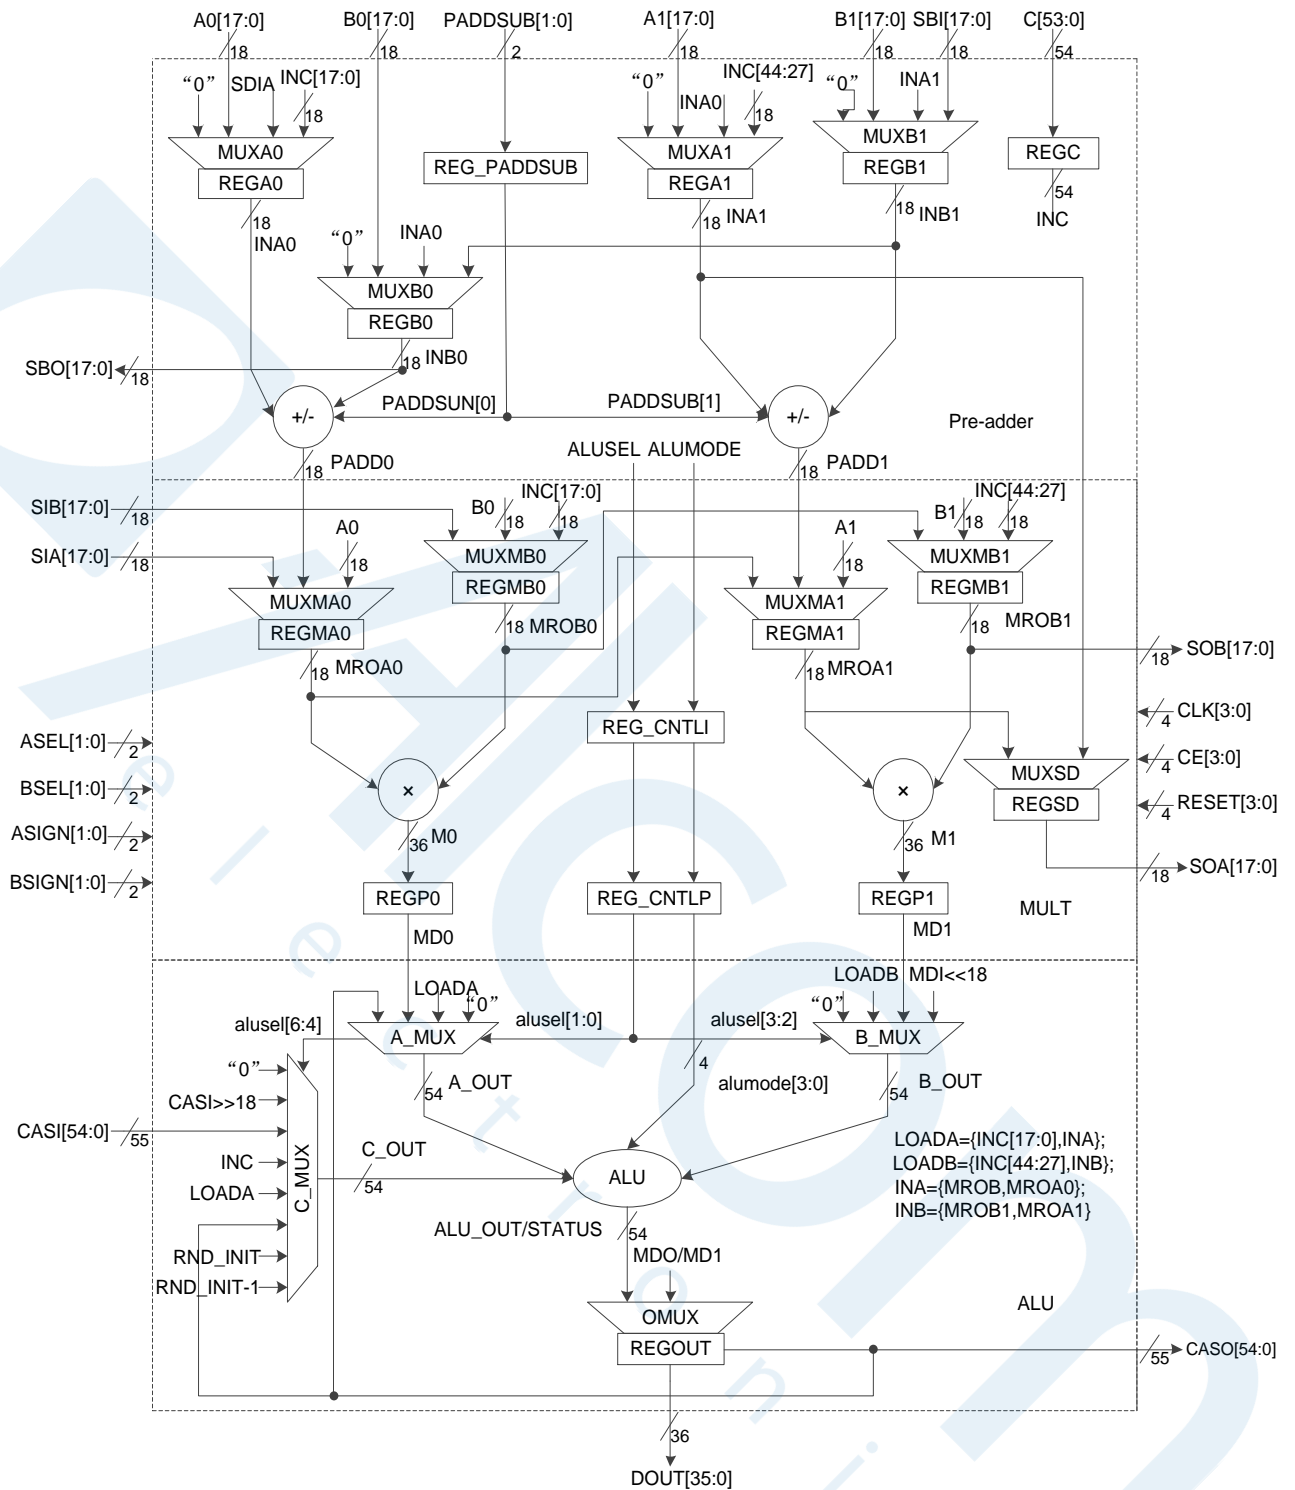 A0[17:0] B0[17:0] PADDSUB[1:0] A1[17:0] B1[17:0] SBI[17:0] C[53:0]
18 18 2 18 18 18 54
“0” SDIA INC[17:0] “0” INA0 INC[44:27] “0” INA1
18 18
MUXA0 MUXA1 MUXB1 REGC
REGA0 REG_PADDSUB REGA1 REGB1
18 INA0 18 INA1 18 INB1 54 INC
“0” INA0
MUXB0
REGB0
SBO[17:0] 18 18 INB0
+/- PADDSUN[0] PADDSUB[1] +/-
Pre-adder
ALUSEL ALUMODE
18 PADD0 18 PADD1
SIB[17:0] 18 B0 18 INC[17:0] 18 B1 18 INC[44:27] 18
SIA[17:0] 18 A0 18 MUXMB0 A1 18 MUXMB1
MUXMA0 REGMB0 MUXMA1 REGMB1
REGMA0 18 MROB0 REGMA1 18 MROB1
18 MROA0 18 MROA1 18 SOB[17:0]
REG_CNTLI 4 CLK[3:0]
ASEL[1:0] 2 4 CE[3:0]
BSEL[1:0] 2 × × MUXSD
REGSD 4 RESET[3:0]
ASIGN[1:0] 2 36 M0 36 M1
BSIGN[1:0] 2 18 SOA[17:0]
REGP0 REG_CNTLP REGP1 MULT
MD0 MD1
LOADA “0” “0” LOADB MDI<<18
alusel[6:4] A_MUX alusel[1:0] alusel[3:2] B_MUX
“0” 54 A_OUT 4 alumode[3:0] 54 B_OUT
CASI>>18
CASI[54:0] 55
INC C_MUX C_OUT 54 ALU
LOADA
LOADA={INC[17:0],INA};
LOADB={INC[44:27],INB};
INA={MROB,MROA0};
INB={MROB1,MROA1}
RND_INIT
RND_INIT-1
ALU_OUT/STATUS 54
MDO/MD1
OMUX ALU
REGOUT
55 CASO[54:0]
36
DOUT[35:0]
AICom
electroni